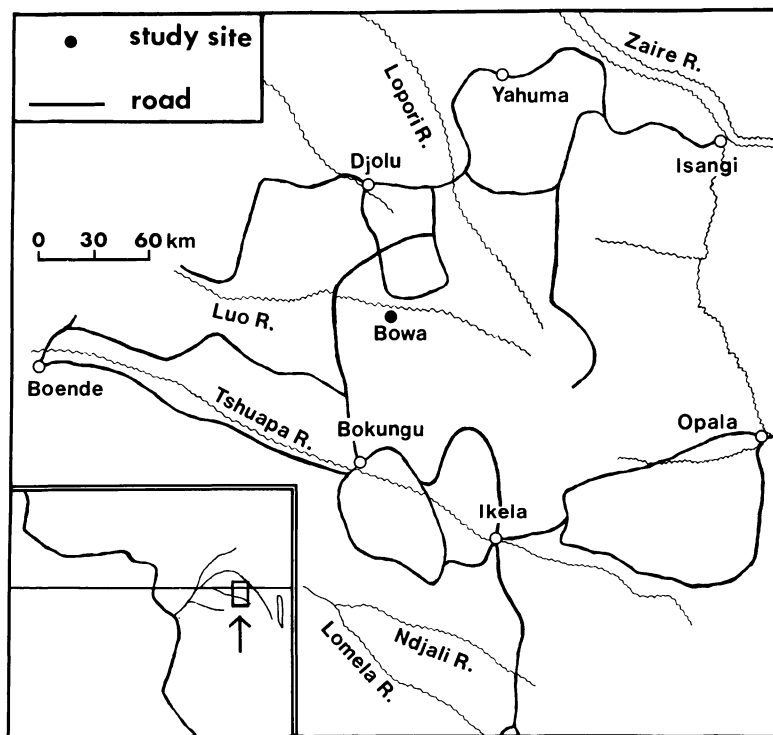 study site
road
Zaire R.
Lopori R.
Yahuma
Isangi
Djolu
0 30 60 km
Luo R.
Bowa
Boende
Tshuapa R.
Bokungu
Opala
Ikela
Ndjali R.
Lomela R.